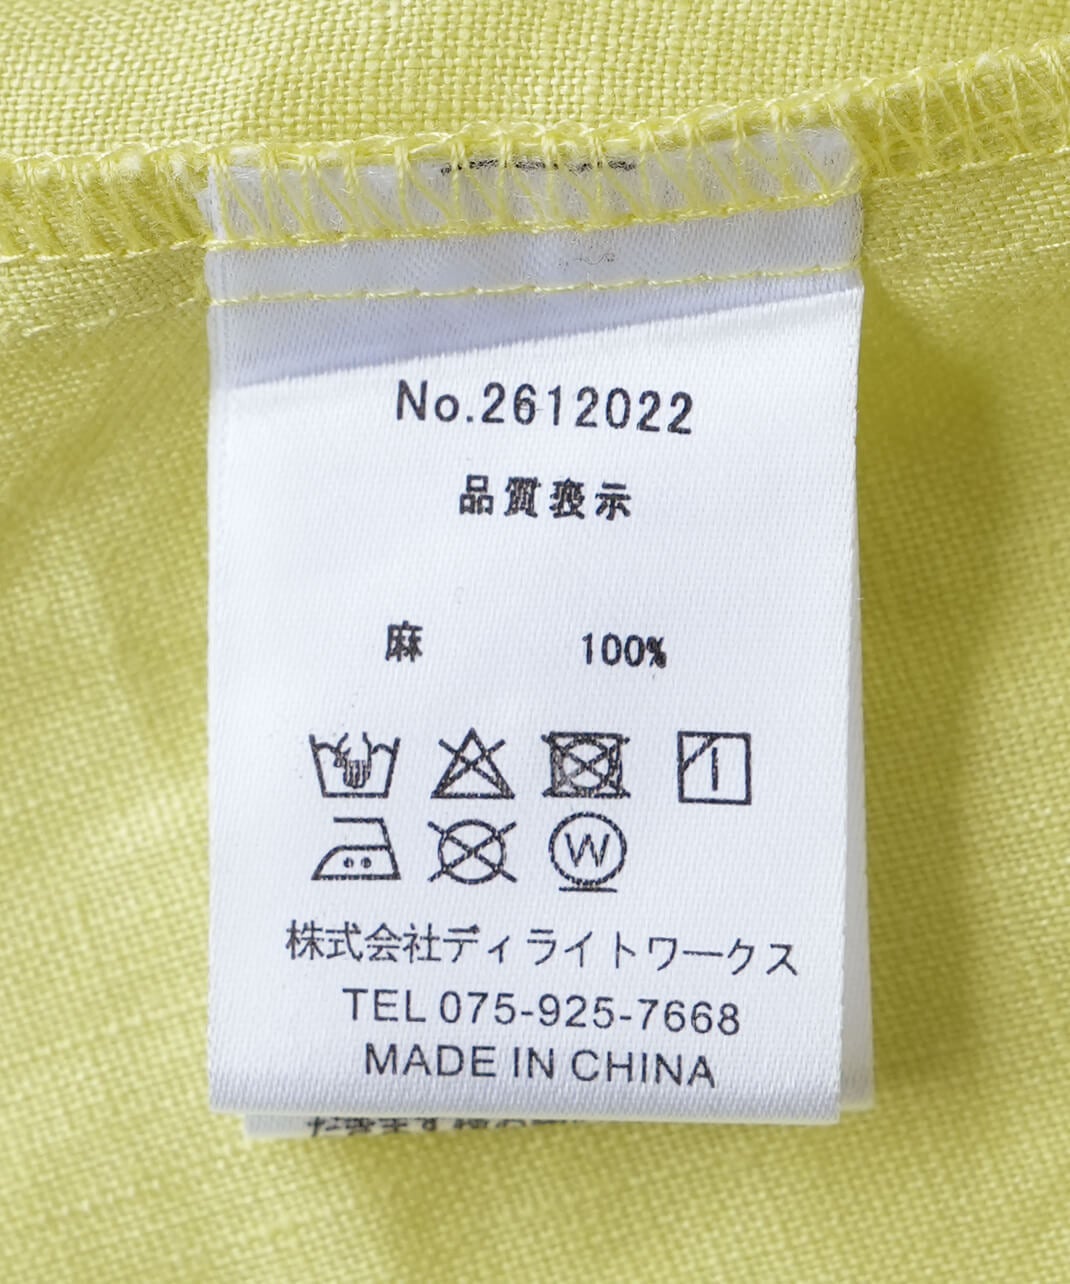 No.2612022
品質表示
麻 100%
W
株式会社ディライトワークス
TEL 075-925-7668
MADE IN CHINA